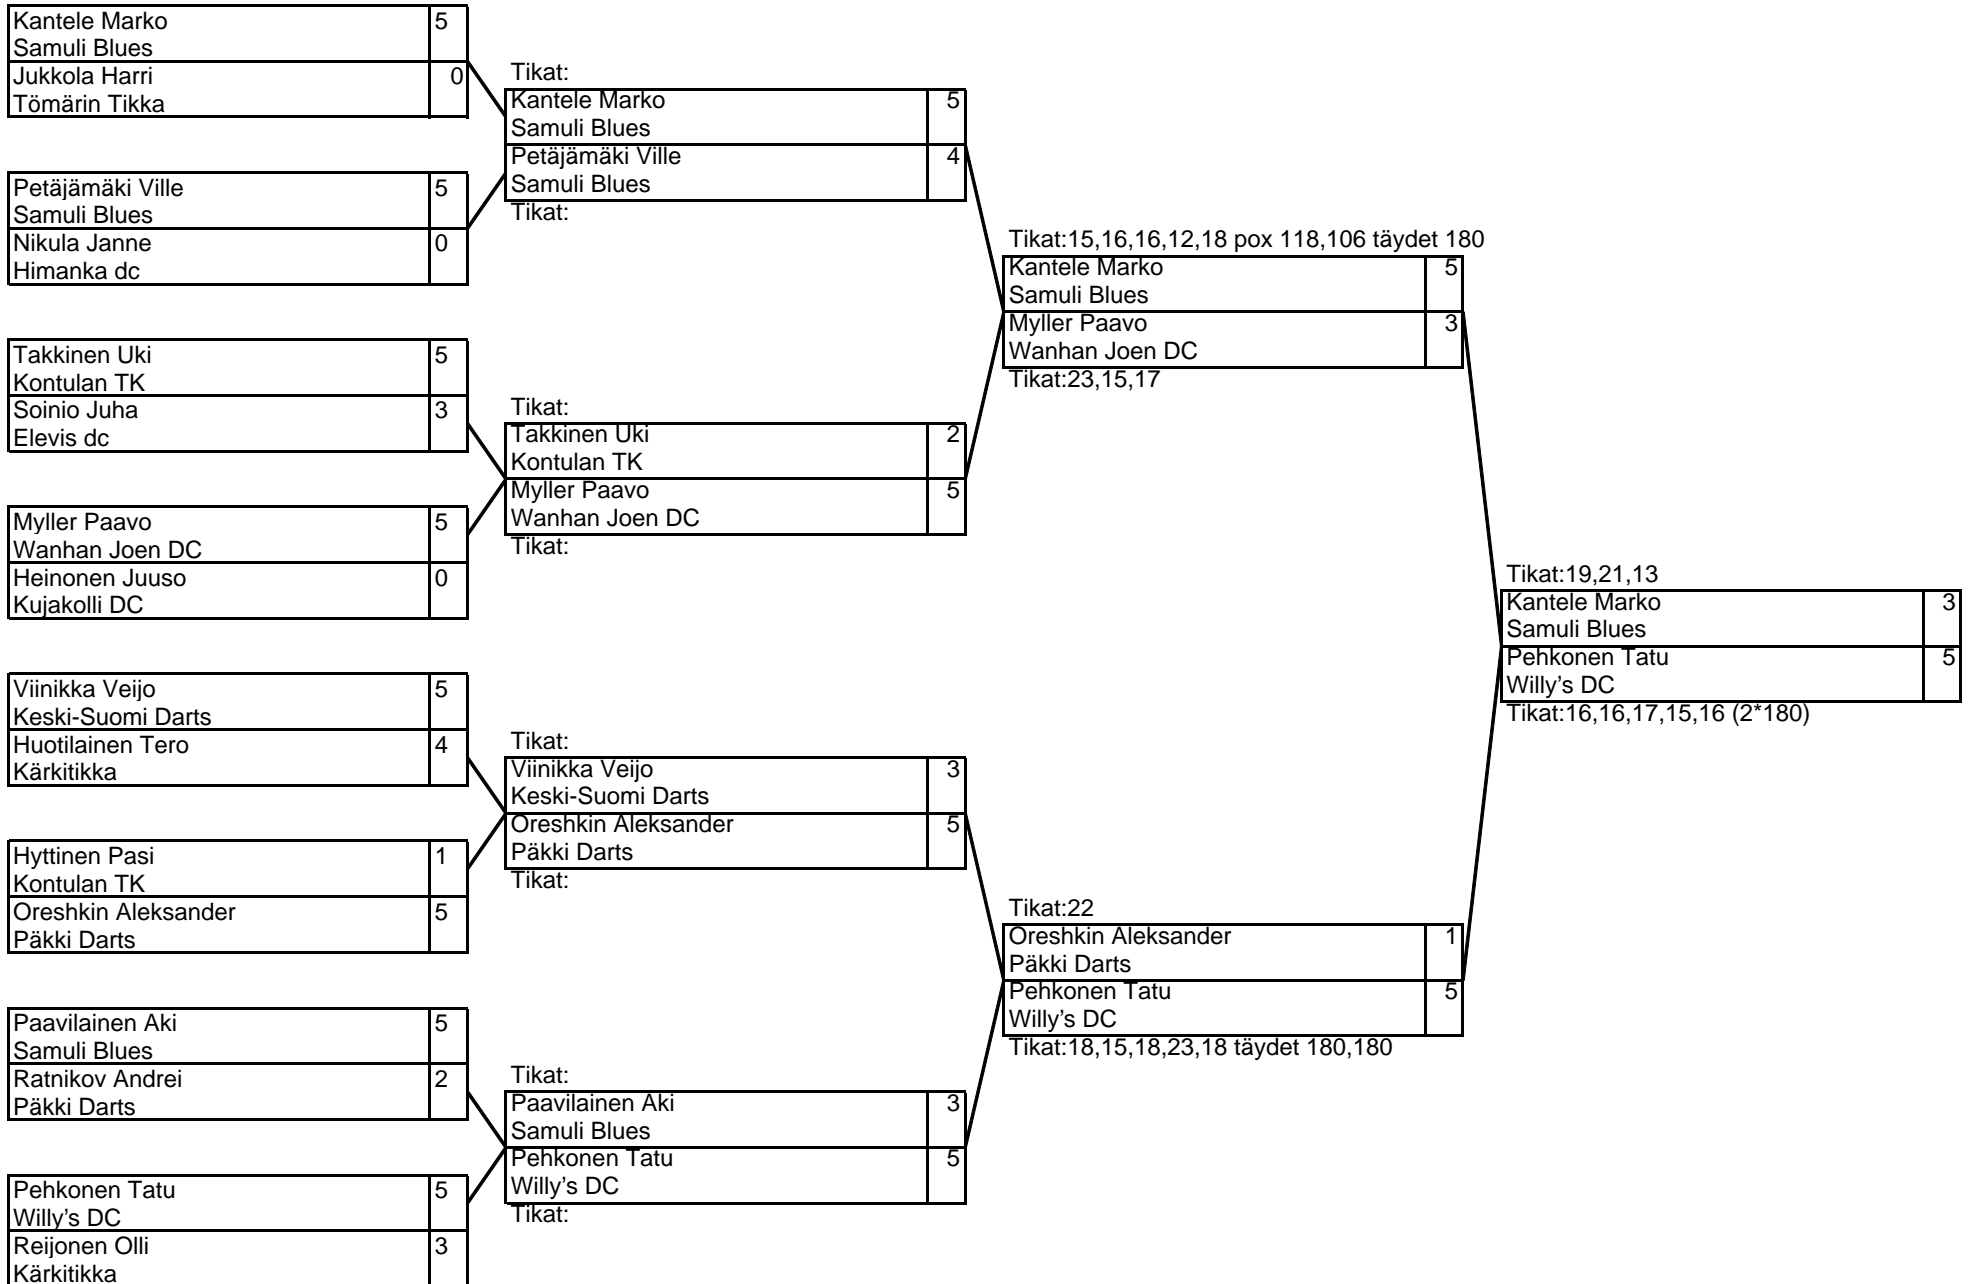 Kantele Marko 5
Samuli Blues
Jukkola Harri 0
Tömärin Tikka
Petäjämäki Ville 5
Samuli Blues
Nikula Janne 0
Himanka dc
Takkinen Uki 5
Kontulan TK
Soinio Juha 3
Elevis dc
Myller Paavo 5
Wanhan Joen DC
Heinonen Juuso 0
Kujakolli DC
Viinikka Veijo 5
Keski-Suomi Darts
Huotilainen Tero 4
Kärkitikka
Hyttinen Pasi 1
Kontulan TK
Oreshkin Aleksander 5
Päkki Darts
Paavilainen Aki 5
Samuli Blues
Ratnikov Andrei 2
Päkki Darts
Pehkonen Tatu 5
Willy’s DC
Reijonen Olli 3
Kärkitikka
Tikat:
Kantele Marko 5
Samuli Blues
Petäjämäki Ville 4
Samuli Blues
Tikat:
Tikat:
Takkinen Uki 2
Kontulan TK
Myller Paavo 5
Wanhan Joen DC
Tikat:
Tikat:
Viinikka Veijo 3
Keski-Suomi Darts
Oreshkin Aleksander 5
Päkki Darts
Tikat:
Tikat:
Paavilainen Aki 3
Samuli Blues
Pehkonen Tatu 5
Willy’s DC
Tikat:
Tikat:15,16,16,12,18 pox 118,106 täydet 180
Kantele Marko 5
Samuli Blues
Myller Paavo 3
Wanhan Joen DC
Tikat:23,15,17
Tikat:22
Oreshkin Aleksander 1
Päkki Darts
Pehkonen Tatu 5
Willy’s DC
Tikat:18,15,18,23,18 täydet 180,180
Tikat:19,21,13
Kantele Marko 3
Samuli Blues
Pehkonen Tatu 5
Willy’s DC
Tikat:16,16,17,15,16 (2*180)